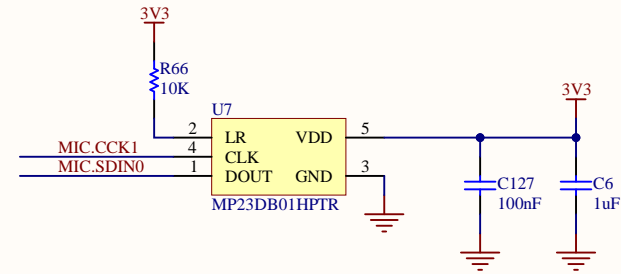 3V3
R66
10K
U7
3V3
2 LR VDD 5
MIC.CCK1 4 CLK
MIC.SDIN0 1 DOUT GND 3
MP23DB01HPTR
C127
100nF
C6
1uF